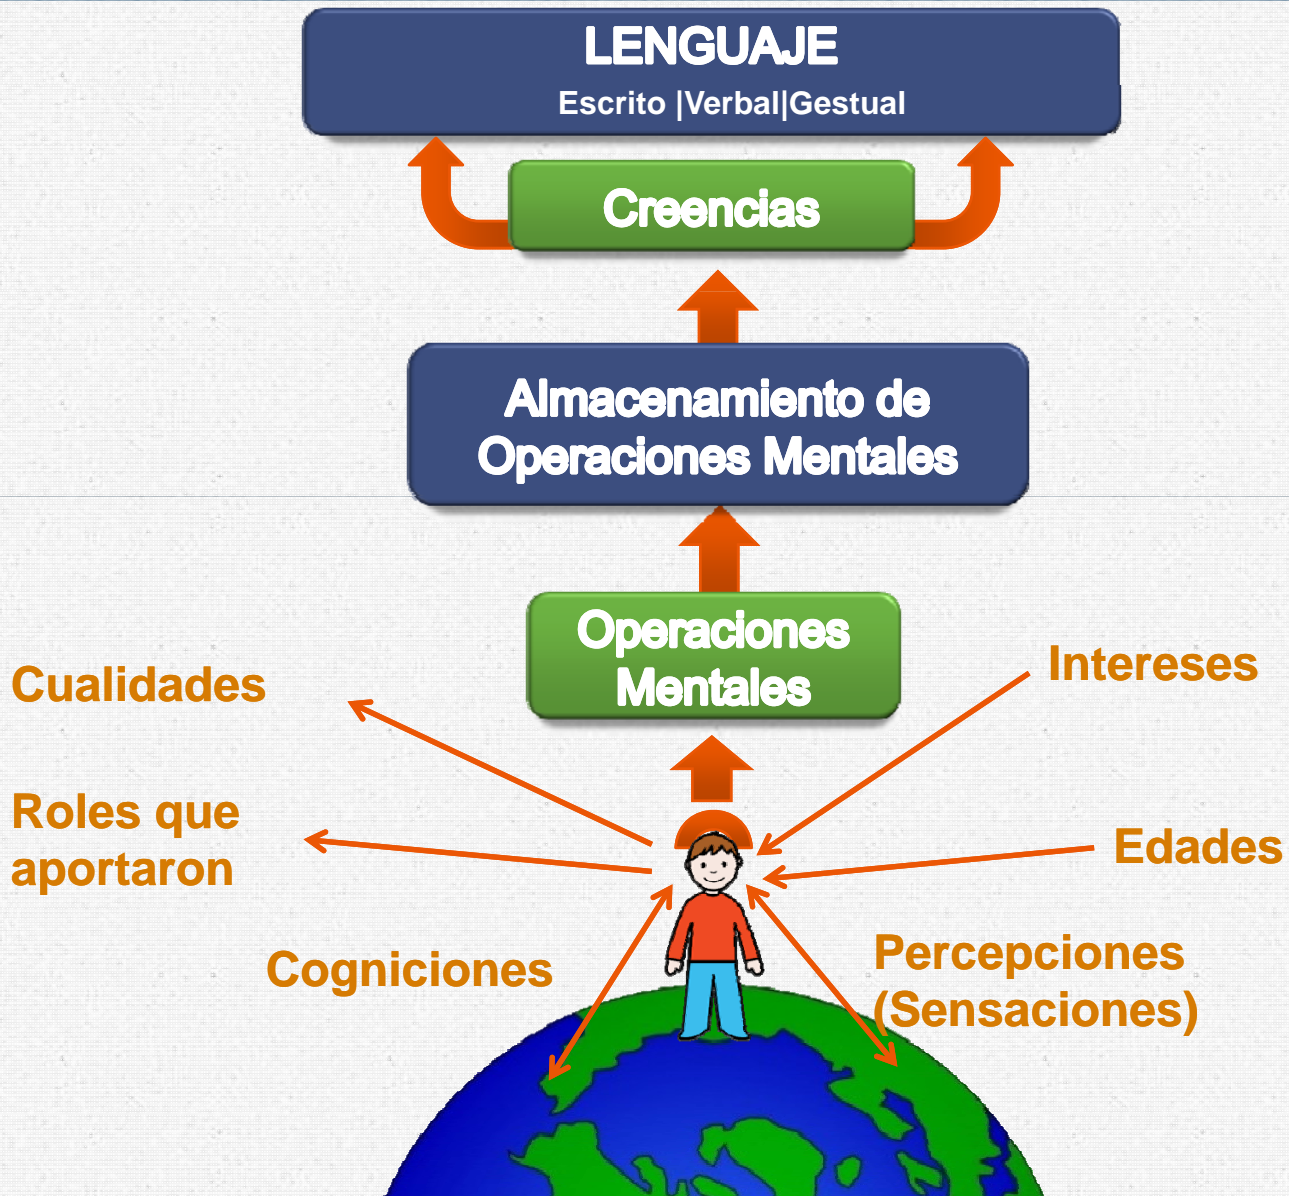 LENGUAJE
Escrito |Verbal|Gestual
Creencias
Almacenamiento de
Operaciones Mentales
Operaciones
Mentales
Cualidades
Intereses
Roles que
aportaron
Edades
Cogniciones
Percepciones
(Sensaciones)